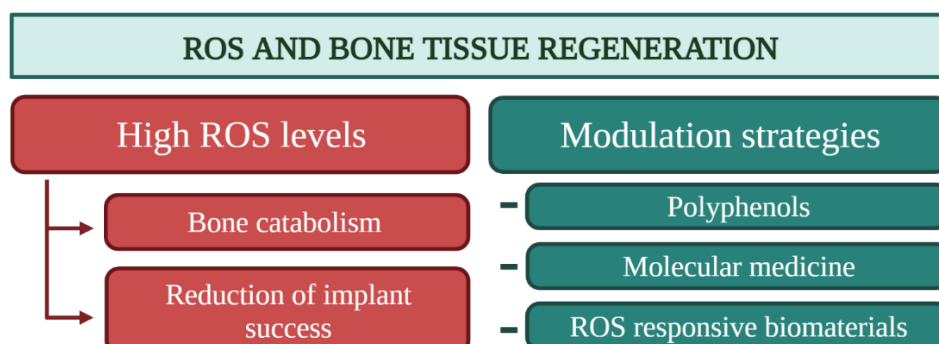 ROS AND BONE TISSUE REGENERATION
High ROS levels
Bone catabolism
Reduction of implant
success
Modulation strategies
Polyphenols
Molecular medicine
ROS responsive biomaterials